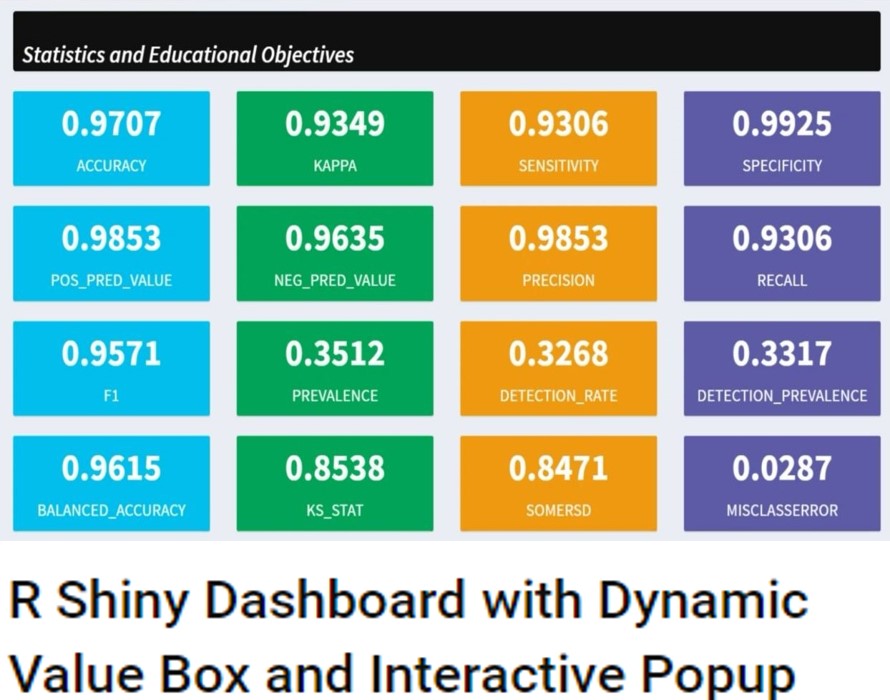 Statistics and Educational Objectives
0.9707 0.9349 0.9306 0.9925
ACCURACY KAPPA SENSITIVITY SPECIFICITY
0.9853 0.9635 0.9853 0.9306
POS_PRED_VALUE NEG_PRED_VALUE PRECISION RECALL
0.9571 0.3512 0.3268 0.3317
F1 PREVALENCE DETECTION_RATE DETECTION_PREVALENCE
0.9615 0.8538 0.8471 0.0287
BALANCED_ACCURACY KS_STAT SOMERSD MISCLASSERROR
R Shiny Dashboard with Dynamic
Value Box and Interactive Popup